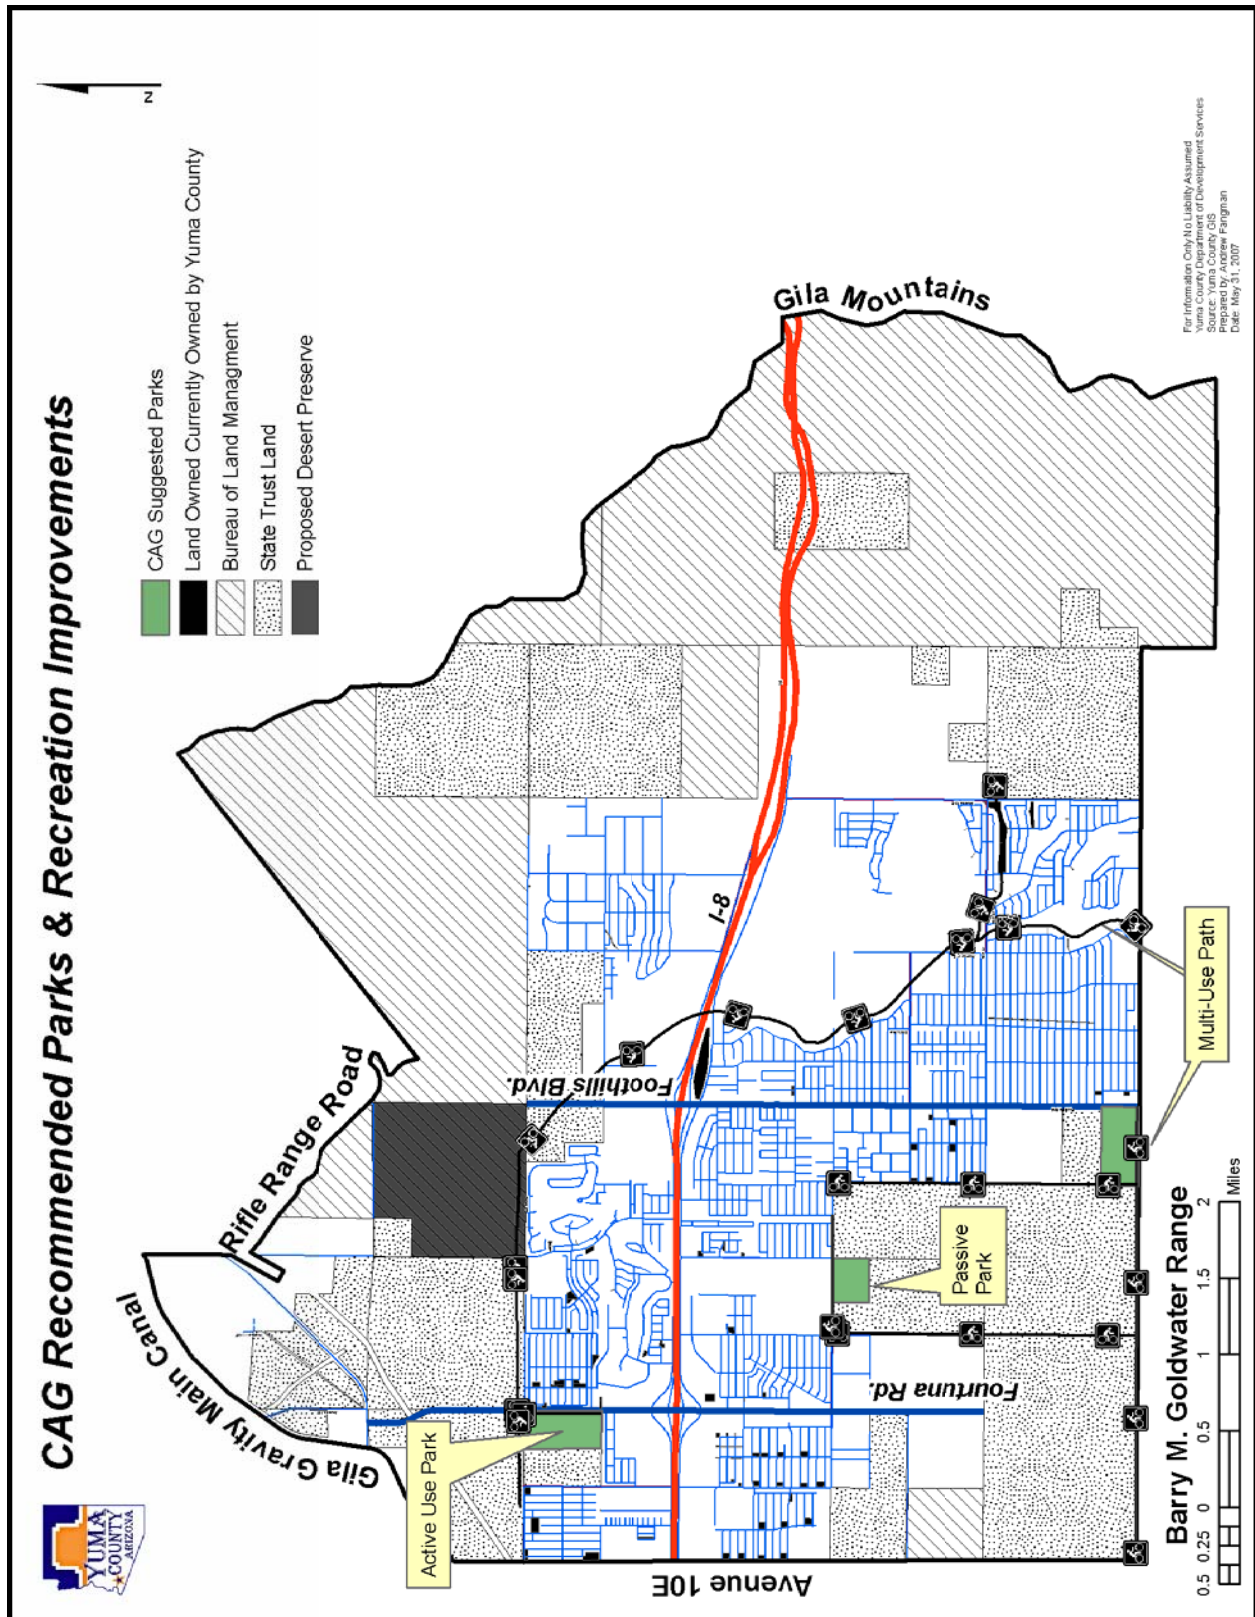 CAG Recommended Parks & Recreation Improvements
YUMA
COUNTY
ARIZONA
N
CAG Suggested Parks
Land Owned Currently Owned by Yuma County
Bureau of Land Managment
State Trust Land
Proposed Desert Preserve
Gila Gravity Main Canal
Rifle Range Road
Active Use Park
Foothills Blvd.
I-8
Gila Mountains
Avenue 10E
Fourtuna Rd.
Passive
Park
Multi-Use Path
Barry M. Goldwater Range
0.5 0.25 0 0.5 1 1.5 2
Miles
For Information Only No Liability Assumed
Yuma County Department of Development Services
Source: Yuma County GIS
Prepared by: Andrew Fangman
Date: May 31, 2007